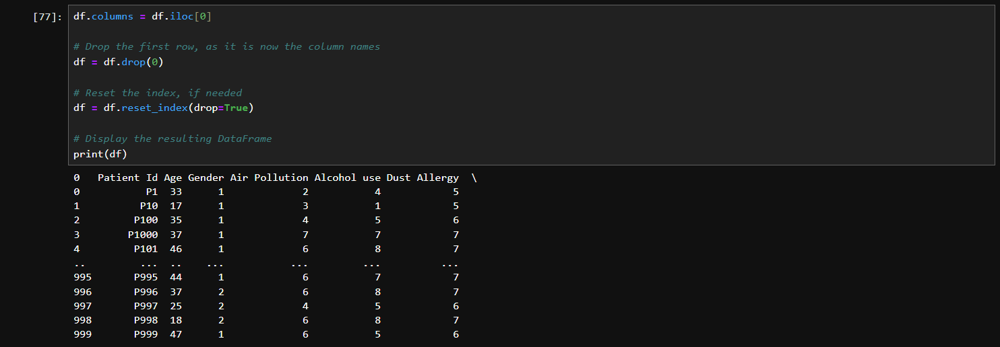 [77]: df.columns = df.iloc[0]
# Drop the first row, as it is now the column names
df = df.drop(0)
# Reset the index, if needed
df = df.reset_index(drop=True)
# Display the resulting DataFrame
print(df)
0   Patient Id Age Gender Air Pollution Alcohol use Dust Allergy  \
0           P1  33      1             2           4            5
1          P10  17      1             3           1            5
2         P100  35      1             4           5            6
3        P1000  37      1             7           7            7
4         P101  46      1             6           8            7
..         ...  ..    ...           ...         ...          ...
995       P995  44      1             6           7            7
996       P996  37      2             6           8            7
997       P997  25      2             4           5            6
998       P998  18      2             6           8            7
999       P999  47      1             6           5            6